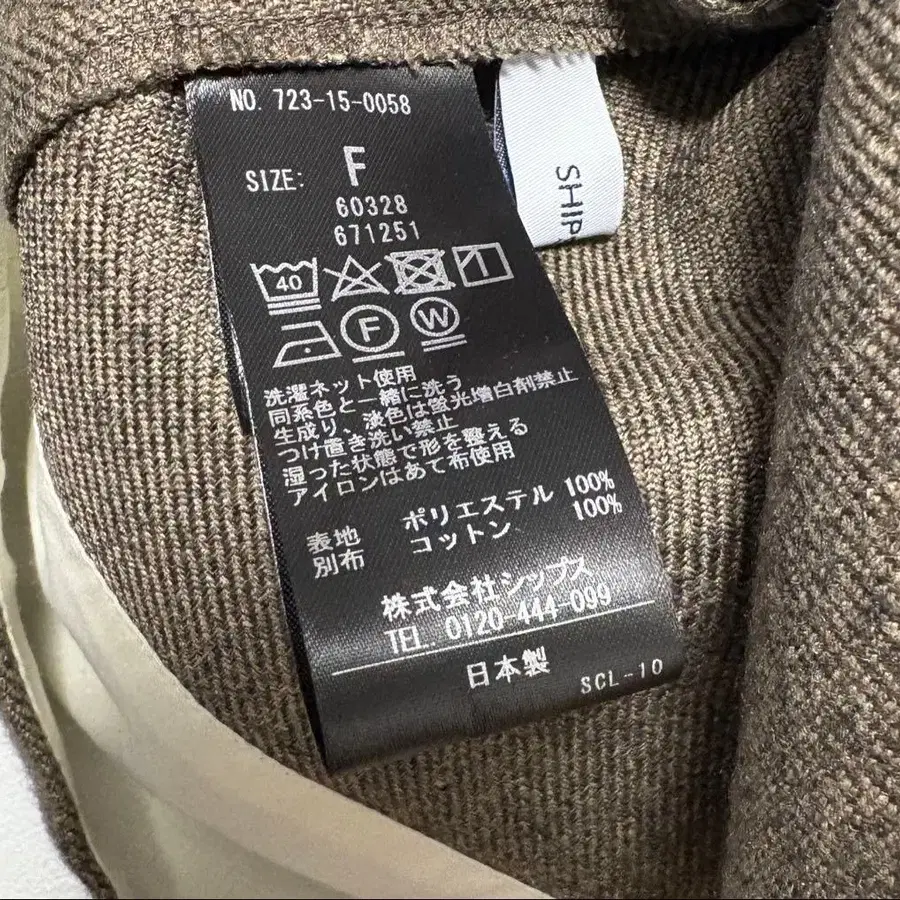 NO. 723-15-0058
SIZE: F
60328
671251
40
F W
洗濯ネット使用
同系色と一緒に洗う
生成り、淡色は蛍光増白剤禁止
つけ置き洗い禁止
湿った状態で形を整える
アイロンはあて布使用
表地 ポリエステル 100%
別布 コットン 100%
株式会社シップス
TEL. 0120-444-099
日本製
SCL-10
SHIP